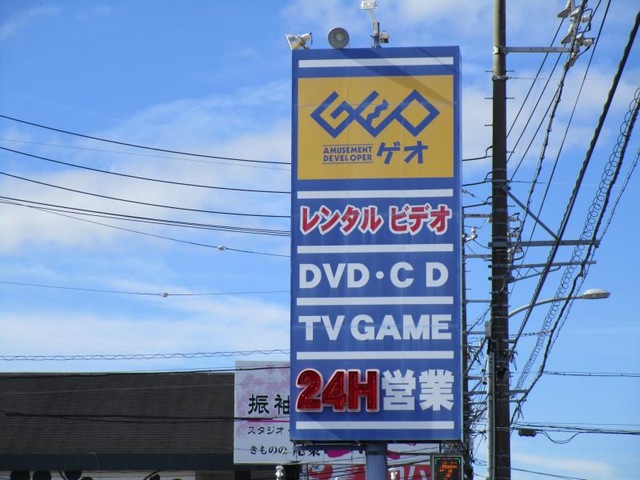 GEO
AMUSEMENT
DEVELOPER ゲオ
レンタル ビデオ
DVD・CD
TV GAME
24H営業
振袖
スタジオ
きものの